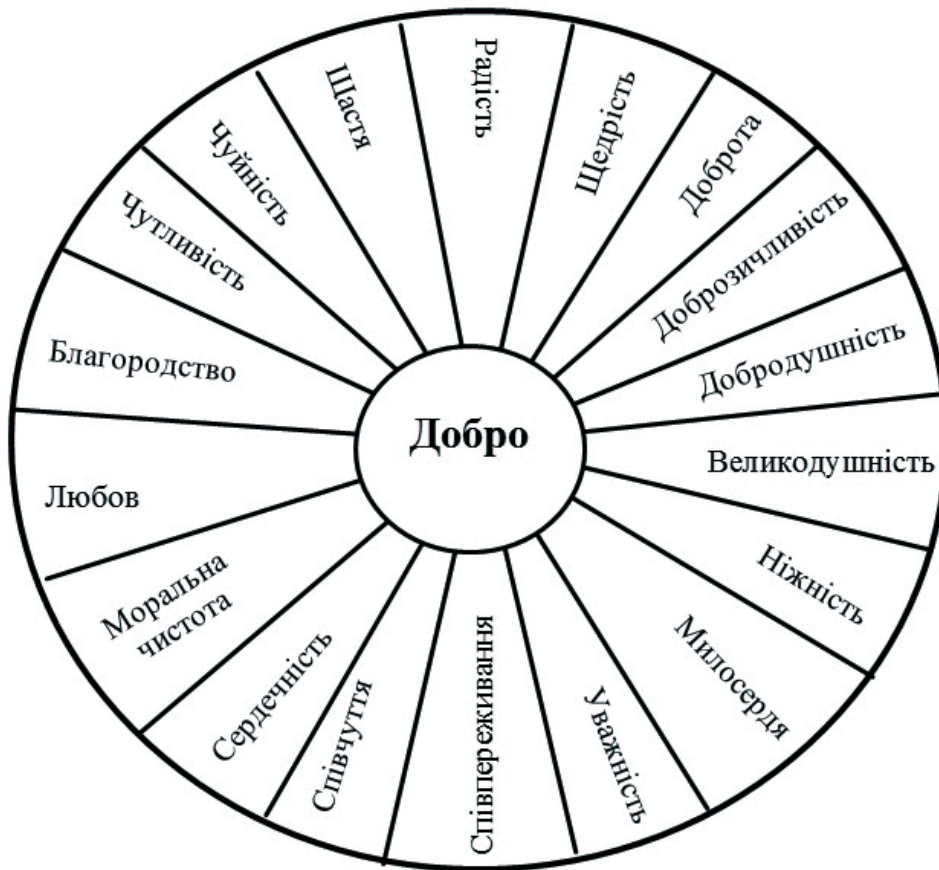 Добро
Радість
Щедрість
Доброта
Доброзичливість
Добродушність
Великодушність
Ніжність
Милосердя
Уважність
Співпереживання
Співчуття
Сердечність
Моральна
чистота
Любов
Благородство
Чутливість
Чуйність
Щастя